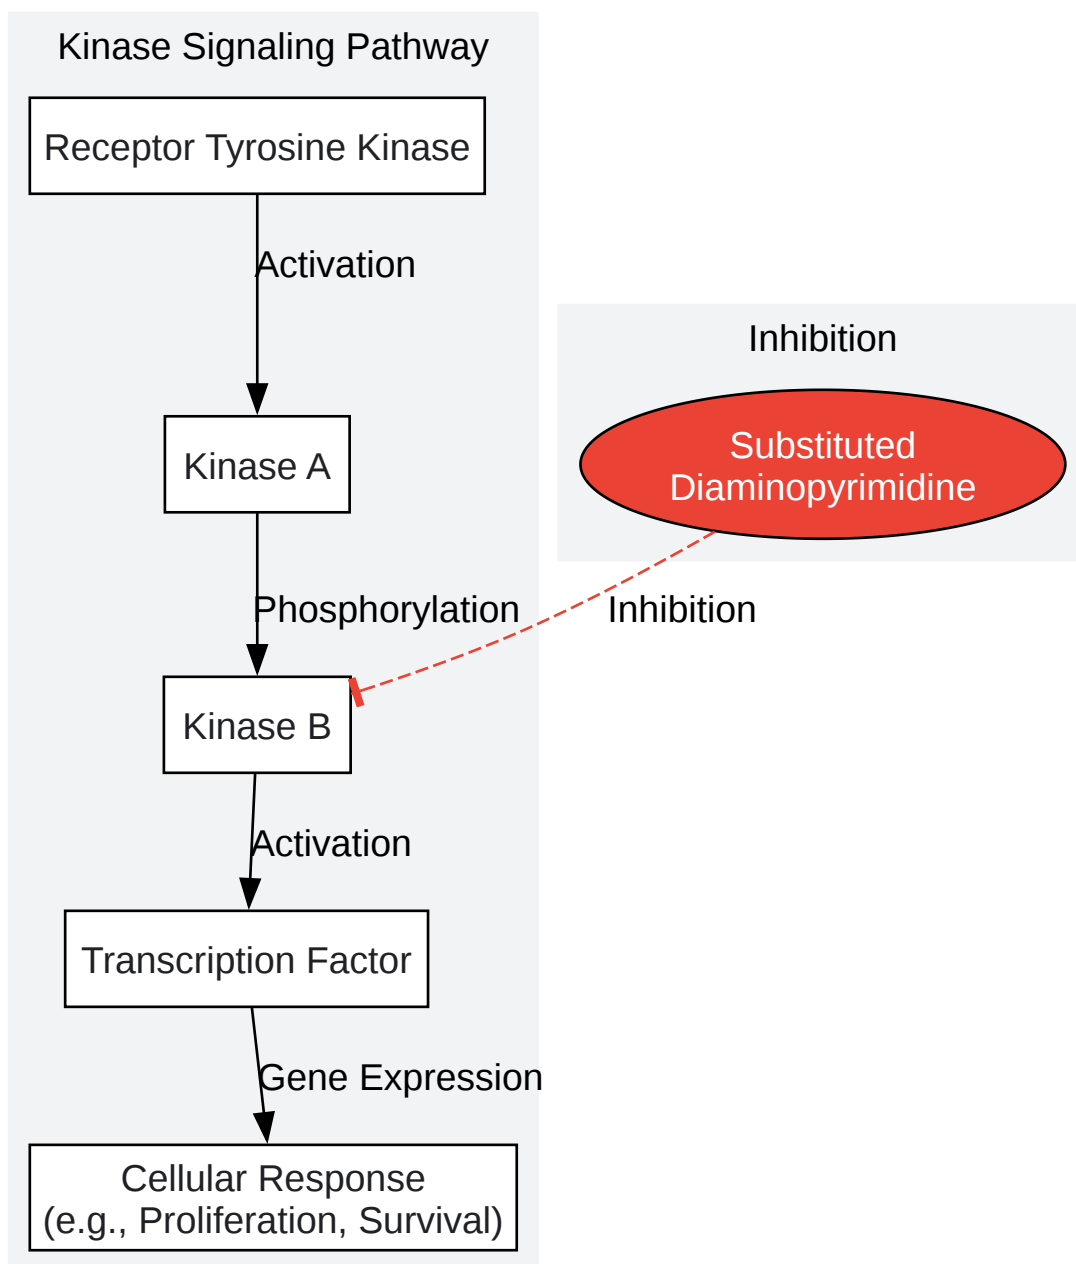 Kinase Signaling Pathway
Receptor Tyrosine Kinase
Activation
Inhibition
Substituted
Diaminopyrimidine
Kinase A
Phosphorylation
Inhibition
Kinase B
Activation
Transcription Factor
Gene Expression
Cellular Response
(e.g., Proliferation, Survival)